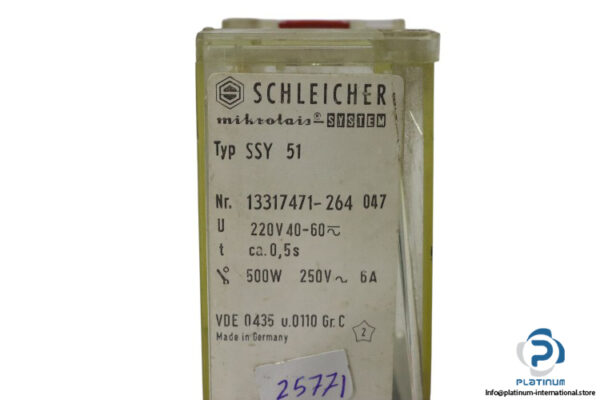 SCHLEICHER
mikrolais® - SYSTEM
Typ SSY 51
Nr. 13317471-264 047
U 220V 40-60 ⎓
t ca. 0,5s
500W 250V ~ 6A
VDE 0435 u.0110 Gr. C 2
Made in Germany
25771
PLATINUM
info@platinum-international.store